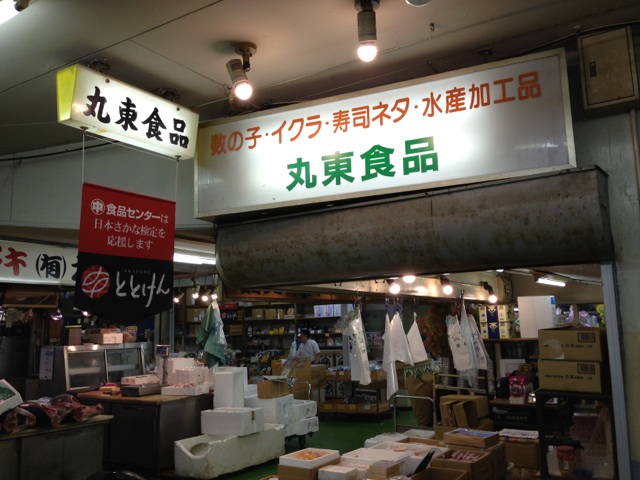 丸東食品
数の子・イクラ・寿司ネタ・水産加工品
丸東食品
中食品センターは
日本さかな検定を
応援します
ととけん
(有)